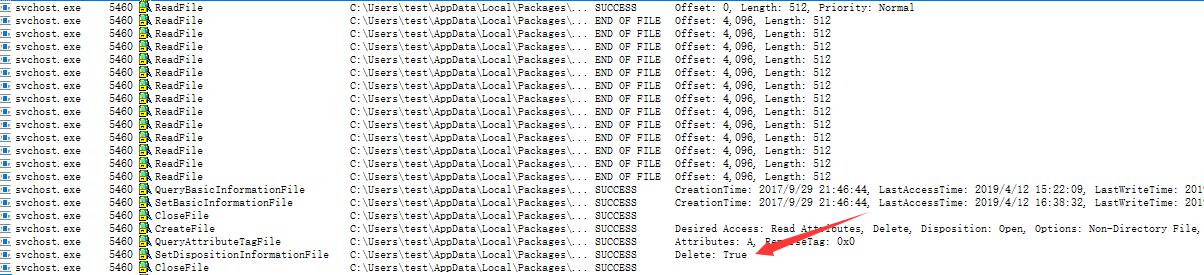 svchost.exe 5460 ReadFile C:\Users\test\AppData\Local\Packages\... SUCCESS Offset: 0, Length: 512, Priority: Normal
svchost.exe 5460 ReadFile C:\Users\test\AppData\Local\Packages\... END OF FILE Offset: 4,096, Length: 512
svchost.exe 5460 ReadFile C:\Users\test\AppData\Local\Packages\... END OF FILE Offset: 4,096, Length: 512
svchost.exe 5460 ReadFile C:\Users\test\AppData\Local\Packages\... END OF FILE Offset: 4,096, Length: 512
svchost.exe 5460 ReadFile C:\Users\test\AppData\Local\Packages\... END OF FILE Offset: 4,096, Length: 512
svchost.exe 5460 ReadFile C:\Users\test\AppData\Local\Packages\... END OF FILE Offset: 4,096, Length: 512
svchost.exe 5460 ReadFile C:\Users\test\AppData\Local\Packages\... END OF FILE Offset: 4,096, Length: 512
svchost.exe 5460 ReadFile C:\Users\test\AppData\Local\Packages\... END OF FILE Offset: 4,096, Length: 512
svchost.exe 5460 ReadFile C:\Users\test\AppData\Local\Packages\... END OF FILE Offset: 4,096, Length: 512
svchost.exe 5460 ReadFile C:\Users\test\AppData\Local\Packages\... END OF FILE Offset: 4,096, Length: 512
svchost.exe 5460 ReadFile C:\Users\test\AppData\Local\Packages\... END OF FILE Offset: 4,096, Length: 512
svchost.exe 5460 ReadFile C:\Users\test\AppData\Local\Packages\... END OF FILE Offset: 4,096, Length: 512
svchost.exe 5460 ReadFile C:\Users\test\AppData\Local\Packages\... END OF FILE Offset: 4,096, Length: 512
svchost.exe 5460 ReadFile C:\Users\test\AppData\Local\Packages\... END OF FILE Offset: 4,096, Length: 512
svchost.exe 5460 QueryBasicInformationFile C:\Users\test\AppData\Local\Packages\... SUCCESS CreationTime: 2017/9/29 21:46:44, LastAccessTime: 2019/4/12 15:22:09, LastWriteTime: 201
svchost.exe 5460 SetBasicInformationFile C:\Users\test\AppData\Local\Packages\... SUCCESS CreationTime: 2017/9/29 21:46:44, LastAccessTime: 2019/4/12 16:38:32, LastWriteTime: 201
svchost.exe 5460 CloseFile C:\Users\test\AppData\Local\Packages\... SUCCESS
svchost.exe 5460 CreateFile C:\Users\test\AppData\Local\Packages\... SUCCESS Desired Access: Read Attributes, Delete, Disposition: Open, Options: Non-Directory File,
svchost.exe 5460 QueryAttributeTagFile C:\Users\test\AppData\Local\Packages\... SUCCESS Attributes: A, ReparseTag: 0x0
svchost.exe 5460 SetDispositionInformationFile C:\Users\test\AppData\Local\Packages\... SUCCESS Delete: True
svchost.exe 5460 CloseFile C:\Users\test\AppData\Local\Packages\... SUCCESS